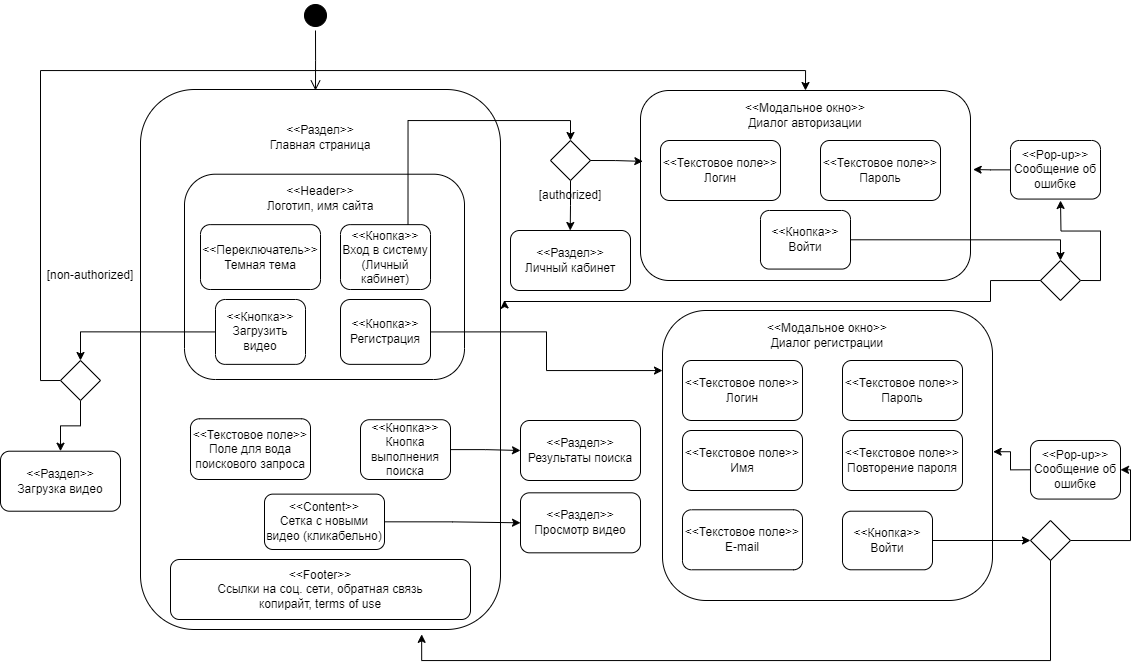 <<Раздел>>
Главная страница
<<Header>>
Логотип, имя сайта
<<Переключатель>>
Темная тема
<<Кнопка>>
Вход в систему
(Личный
кабинет)
<<Кнопка>>
Загрузить
видео
<<Кнопка>>
Регистрация
<<Текстовое поле>>
Поле для вода
поискового запроса
<<Кнопка>>
Кнопка
выполнения
поиска
<<Content>>
Сетка с новыми
видео (кликабельно)
<<Footer>>
Ссылки на соц. сети, обратная связь
копирайт, terms of use
[non-authorized]
<<Раздел>>
Загрузка видео
[authorized]
<<Раздел>>
Личный кабинет
<<Раздел>>
Результаты поиска
<<Раздел>>
Просмотр видео
<<Модальное окно>>
Диалог авторизации
<<Текстовое поле>>
Логин
<<Текстовое поле>>
Пароль
<<Кнопка>>
Войти
<<Pop-up>>
Сообщение об
ошибке
<<Модальное окно>>
Диалог регистрации
<<Текстовое поле>>
Логин
<<Текстовое поле>>
Пароль
<<Текстовое поле>>
Имя
<<Текстовое поле>>
Повторение пароля
<<Текстовое поле>>
E-mail
<<Кнопка>>
Войти
<<Pop-up>>
Сообщение об
ошибке